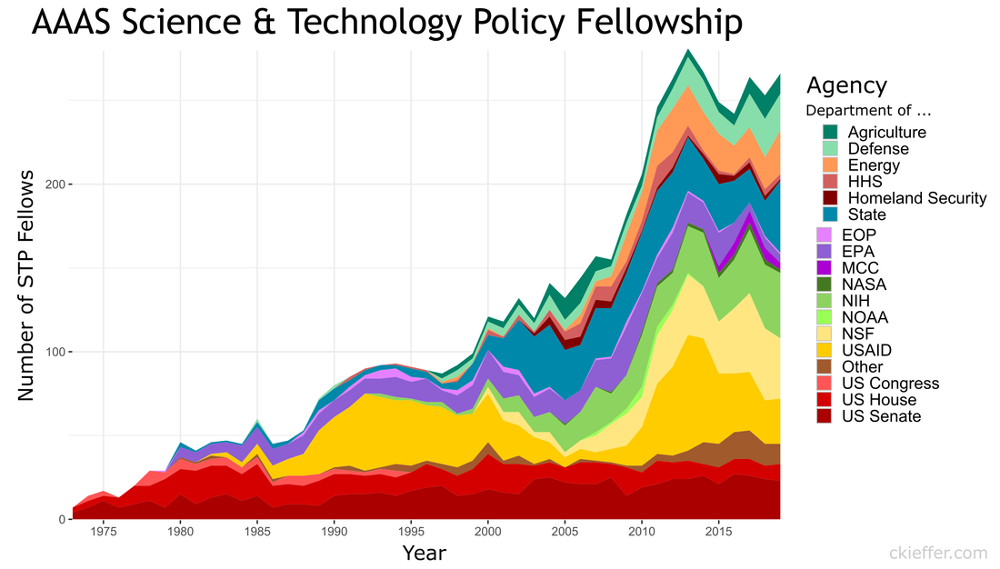 AAAS Science & Technology Policy Fellowship
Number of STP Fellows
200
100
0
1975 1980 1985 1990 1995 2000 2005 2010 2015
Year
Agency
Department of ...
Agriculture
Defense
Energy
HHS
Homeland Security
State
EOP
EPA
MCC
NASA
NIH
NOAA
NSF
USAID
Other
US Congress
US House
US Senate
ckieffer.com